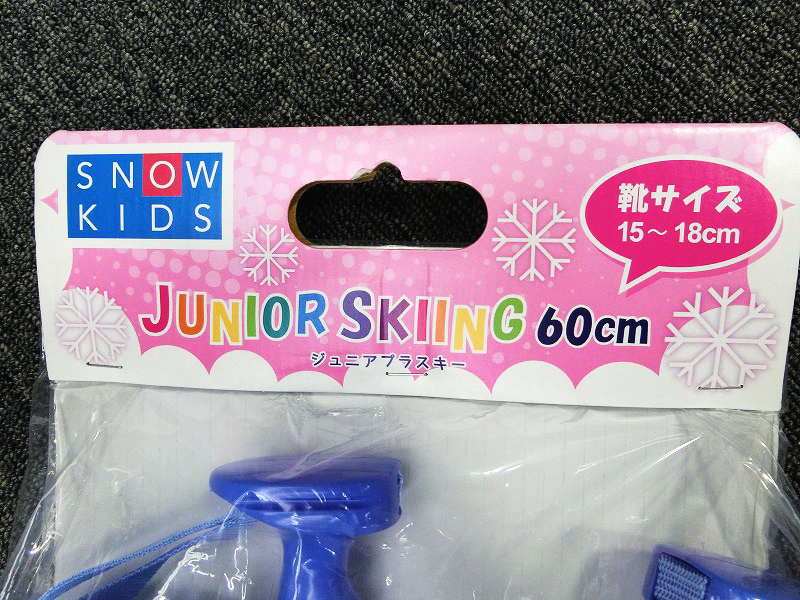 SNOW
KIDS
靴サイズ
15～18cm
JUNIOR SKIING 60cm
ジュニアプラスキー